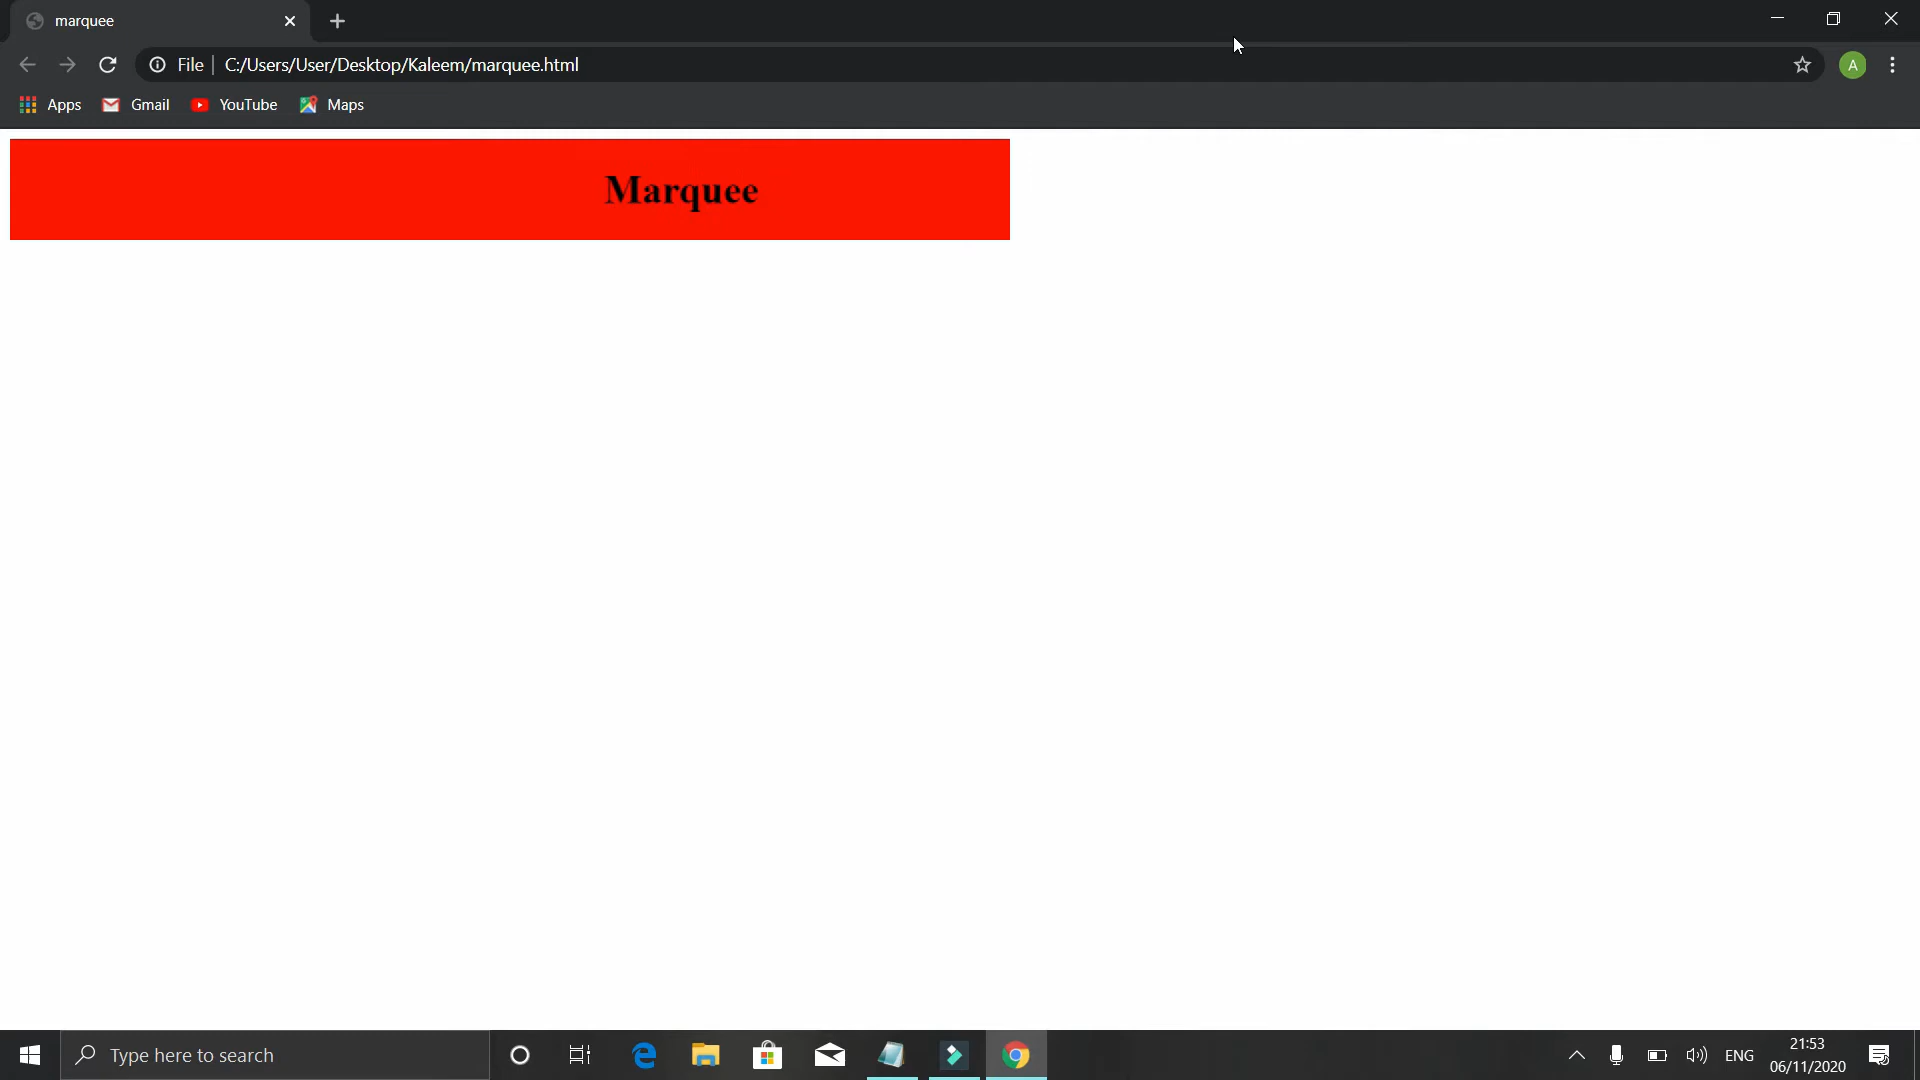 marquee
File
C:/Users/User/Desktop/Kaleem/marquee.html
A
Apps
Gmail
YouTube
Maps
Marquee
Type here to search
ENG
21:53
06/11/2020